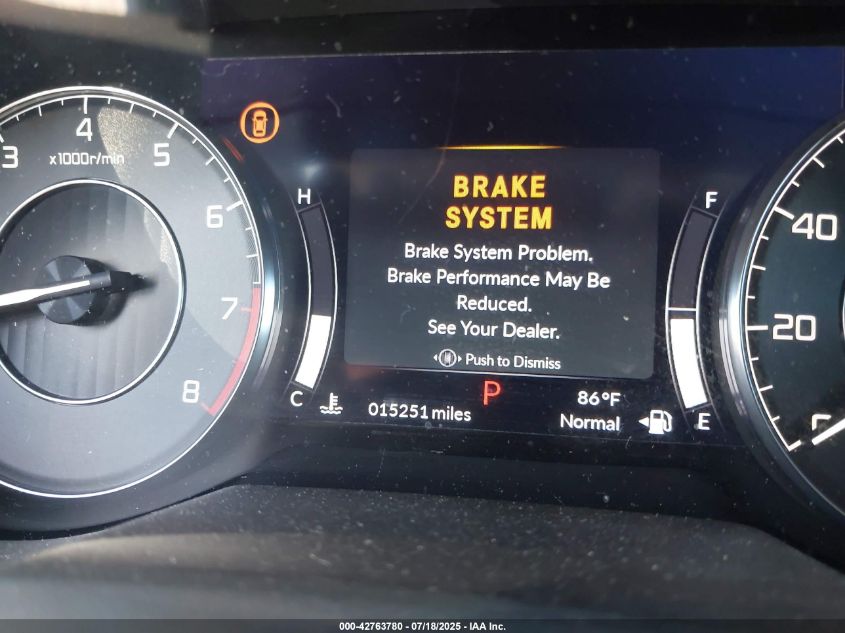 3
4
5
x1000r/min
6
7
8
H
C
BRAKE
SYSTEM
Brake System Problem.
Brake Performance May Be
Reduced.
See Your Dealer.
Push to Dismiss
P
015251 miles
86°F
Normal
F
E
40
20
000-42763780 - 07/18/2025 - IAA Inc.